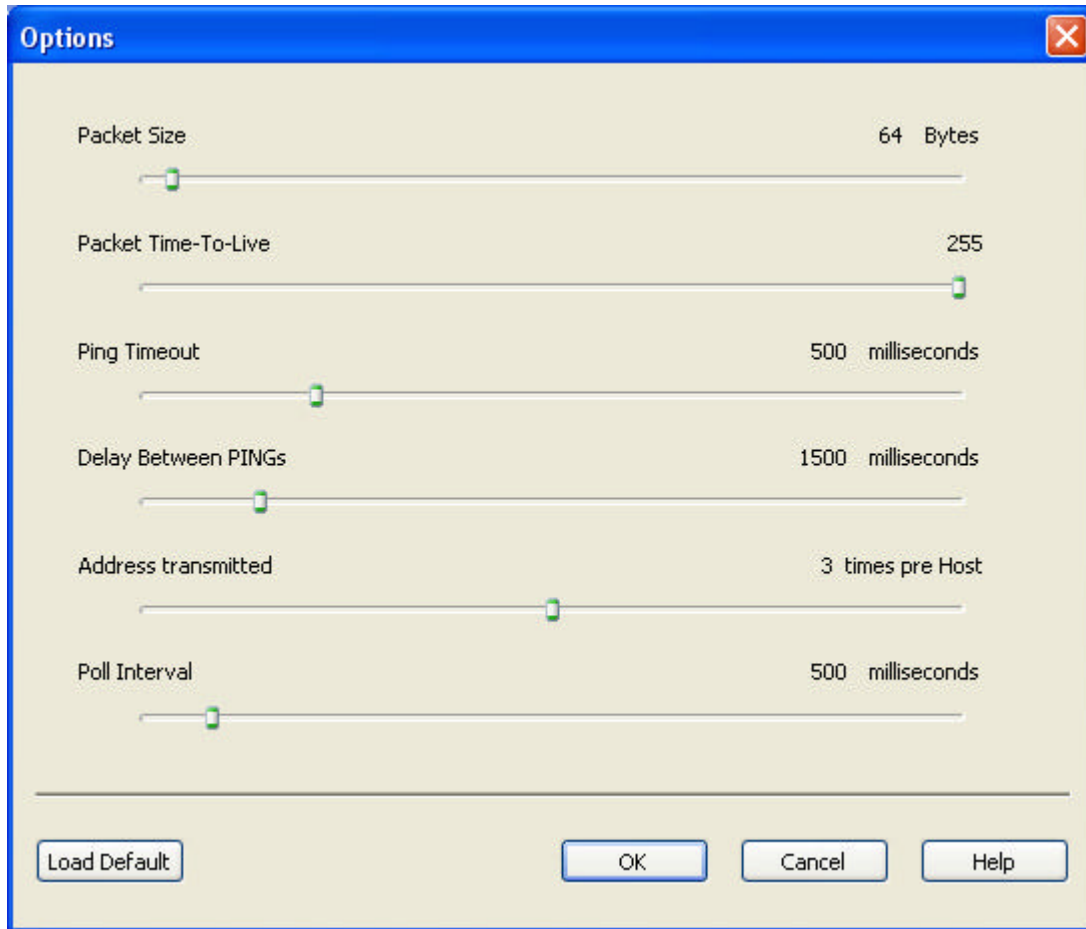 Options
Packet Size 64 Bytes
Packet Time-To-Live 255
Ping Timeout 500 milliseconds
Delay Between PINGs 1500 milliseconds
Address transmitted 3 times pre Host
Poll Interval 500 milliseconds
Load Default OK Cancel Help